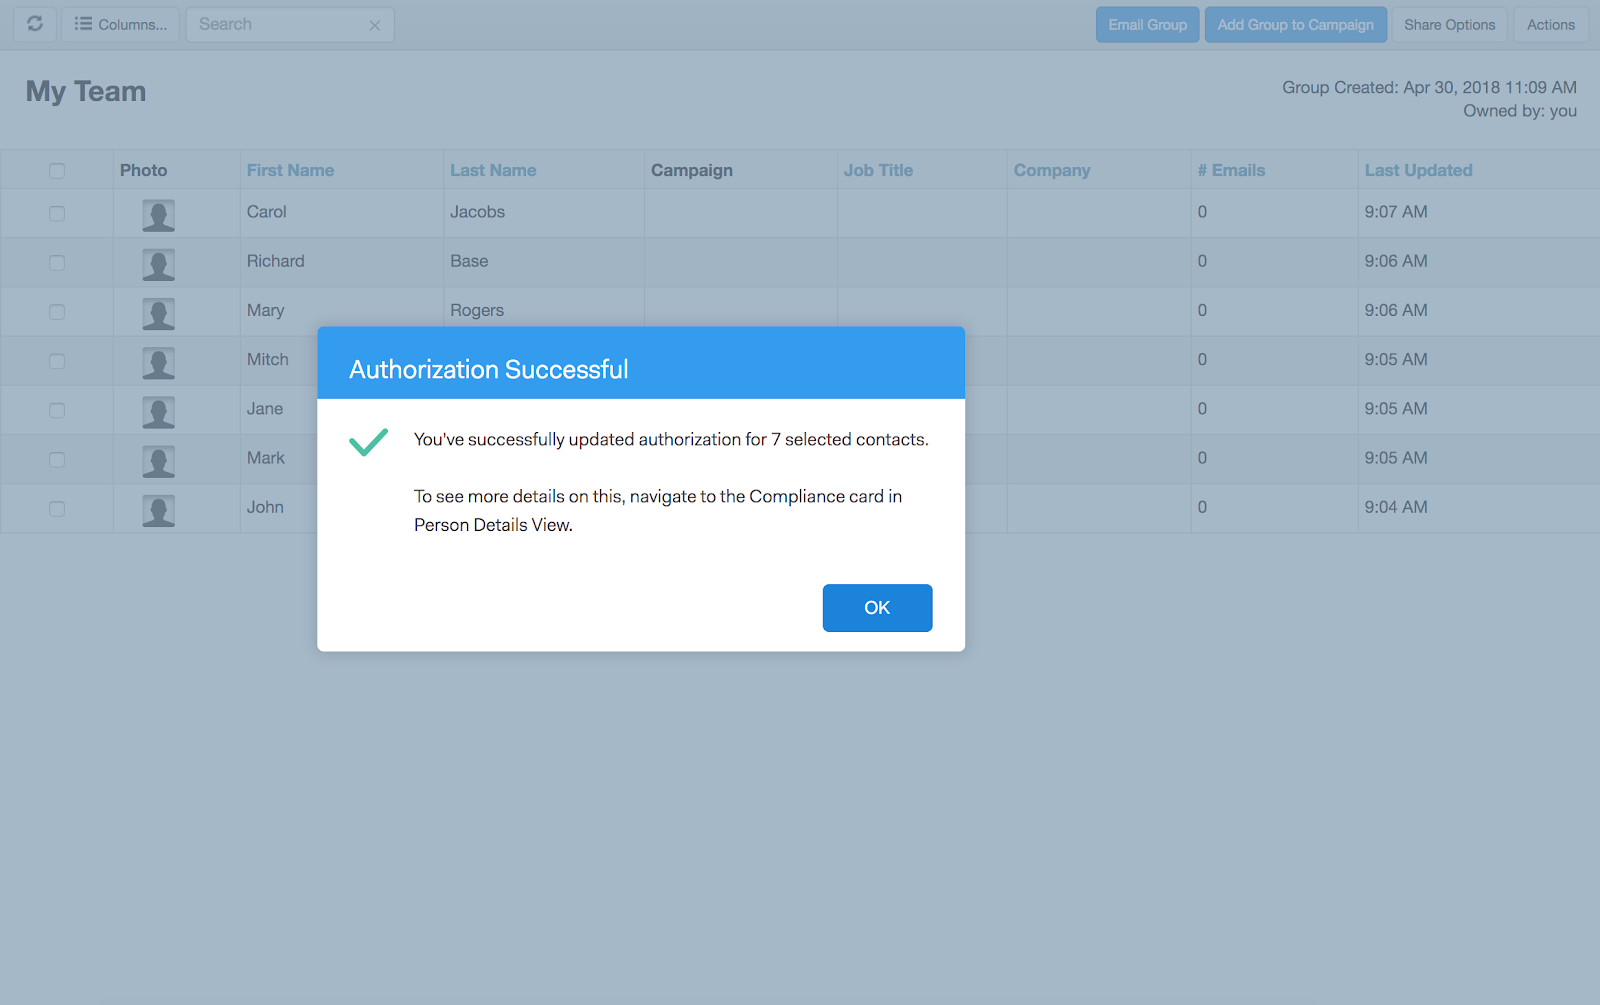 Columns... Search Email Group Add Group to Campaign Share Options Actions
My Team
Group Created: Apr 30, 2018 11:09 AM
Owned by: you
Photo First Name Last Name Campaign Job Title Company # Emails Last Updated
Carol Jacobs 0 9:07 AM
Richard Base 0 9:06 AM
Mary Rogers 0 9:06 AM
Mitch 0 9:05 AM
Jane 0 9:05 AM
Mark 0 9:05 AM
John 0 9:04 AM
Authorization Successful
You've successfully updated authorization for 7 selected contacts.
To see more details on this, navigate to the Compliance card in
Person Details View.
OK